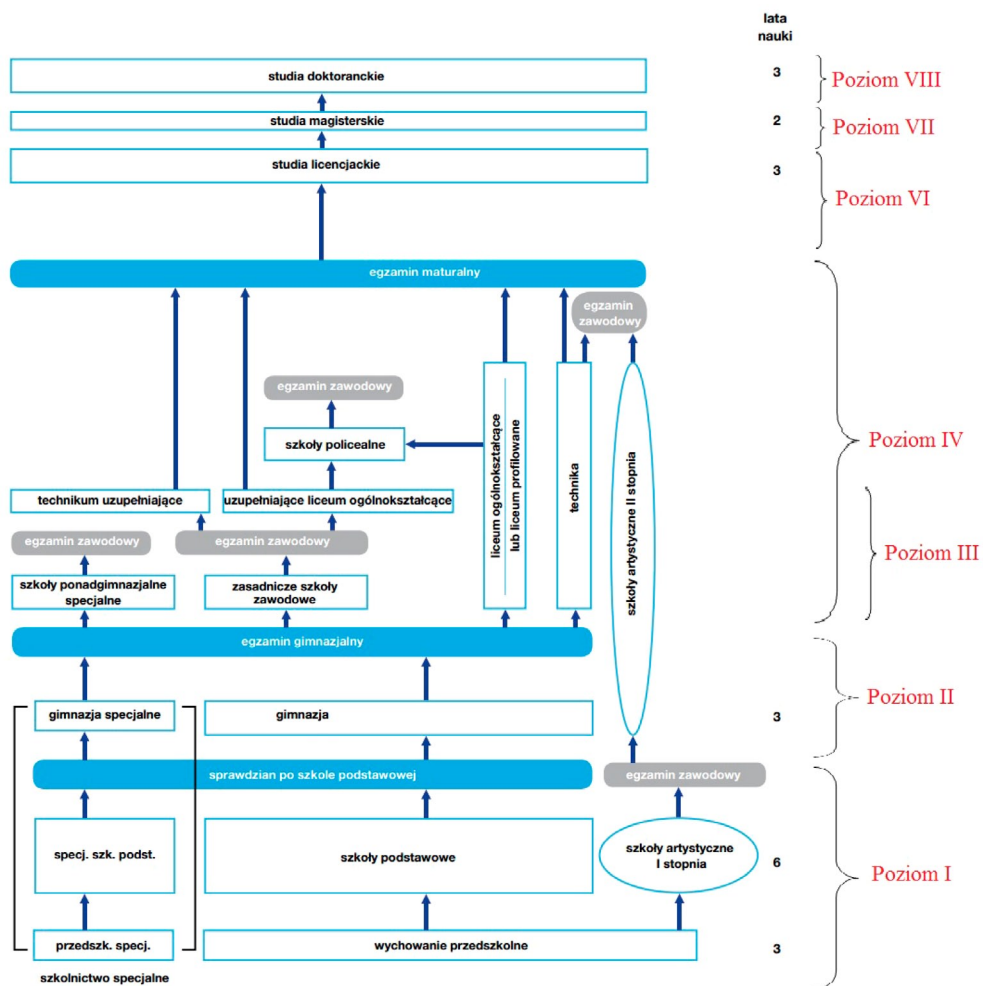 lata
nauki
studia doktoranckie
3
Poziom VIII
studia magisterskie
2
Poziom VII
studia licencjackie
3
Poziom VI
egzamin maturalny
egzamin
zawodowy
egzamin zawodowy
szkoły policealne
liceum ogólnokształcące
lub liceum profilowane
technika
szkoły artystyczne II stopnia
Poziom IV
technikum uzupełniające
uzupełniające liceum ogólnokształcące
egzamin zawodowy
egzamin zawodowy
Poziom III
szkoły ponadgimnazjalne
specjalne
zasadnicze szkoły
zawodowe
egzamin gimnazjalny
gimnazja specjalne
gimnazja
3
Poziom II
sprawdzian po szkole podstawowej
egzamin zawodowy
specj. szk. podst.
szkoły podstawowe
szkoły artystyczne
I stopnia
6
Poziom I
przedszk. specj.
wychowanie przedszkolne
3
szkolnictwo specjalne